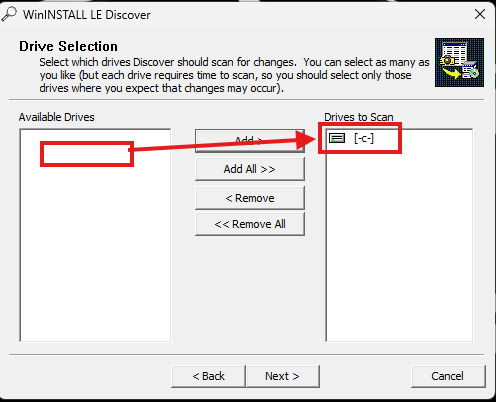 WinINSTALL LE Discover
Drive Selection
Select which drives Discover should scan for changes. You can select as many as
you like (but each drive requires time to scan, so you should select only those
drives where you expect that changes may occur).
Available Drives
Drives to Scan
Add >
[-c-]
Add All >>
< Remove
<< Remove All
< Back
Next >
Cancel